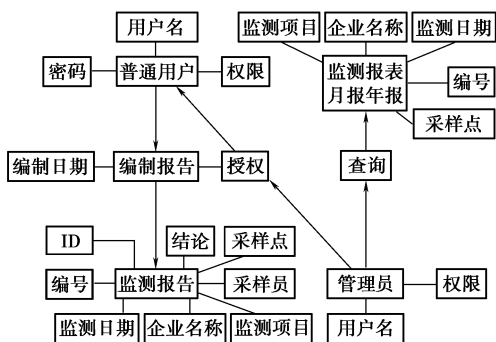 用户名
监测项目
企业名称
监测日期
密码
普通用户
权限
监测报表
月报年报
编号
采样点
编制日期
编制报告
授权
查询
ID
结论
采样点
编号
监测报告
采样员
管理员
权限
监测日期
企业名称
监测项目
用户名